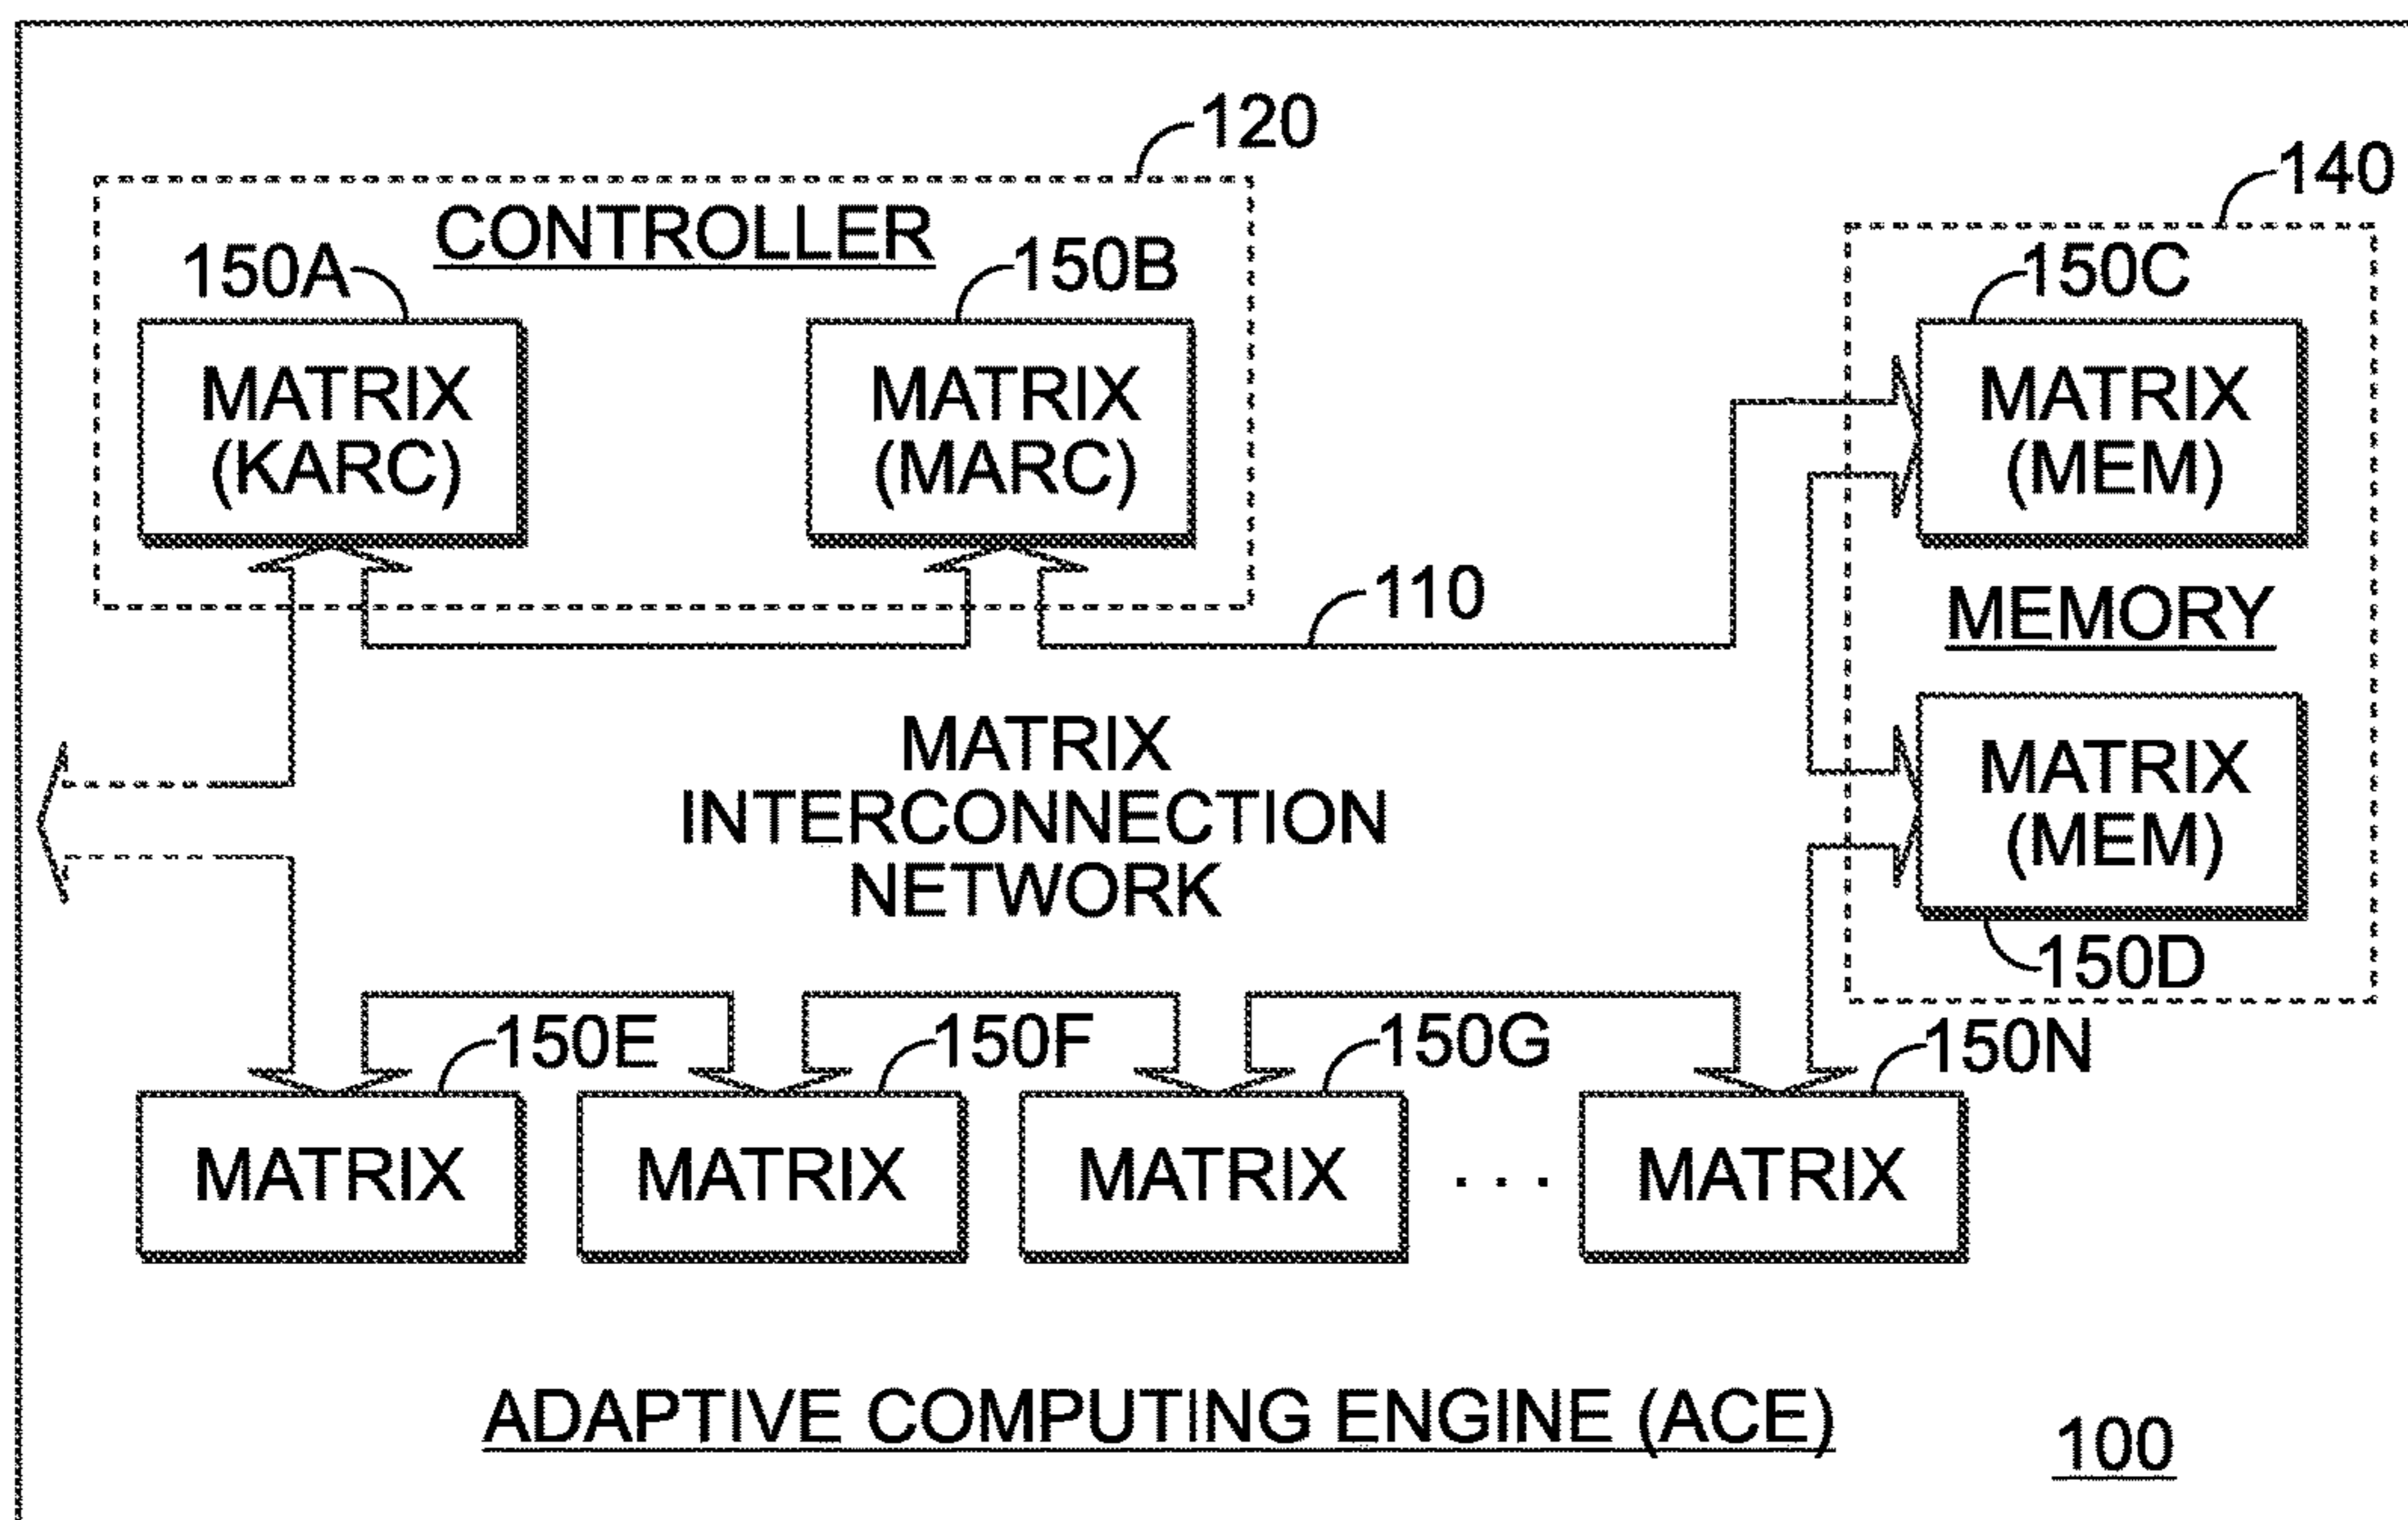 120
140
CONTROLLER
150A
150B
150C
MATRIX
(KARC)
MATRIX
(MARC)
MATRIX
(MEM)
110
MEMORY
MATRIX
INTERCONNECTION
NETWORK
MATRIX
(MEM)
150D
150E
150F
150G
150N
MATRIX
MATRIX
MATRIX
. . .
MATRIX
ADAPTIVE COMPUTING ENGINE (ACE)
100